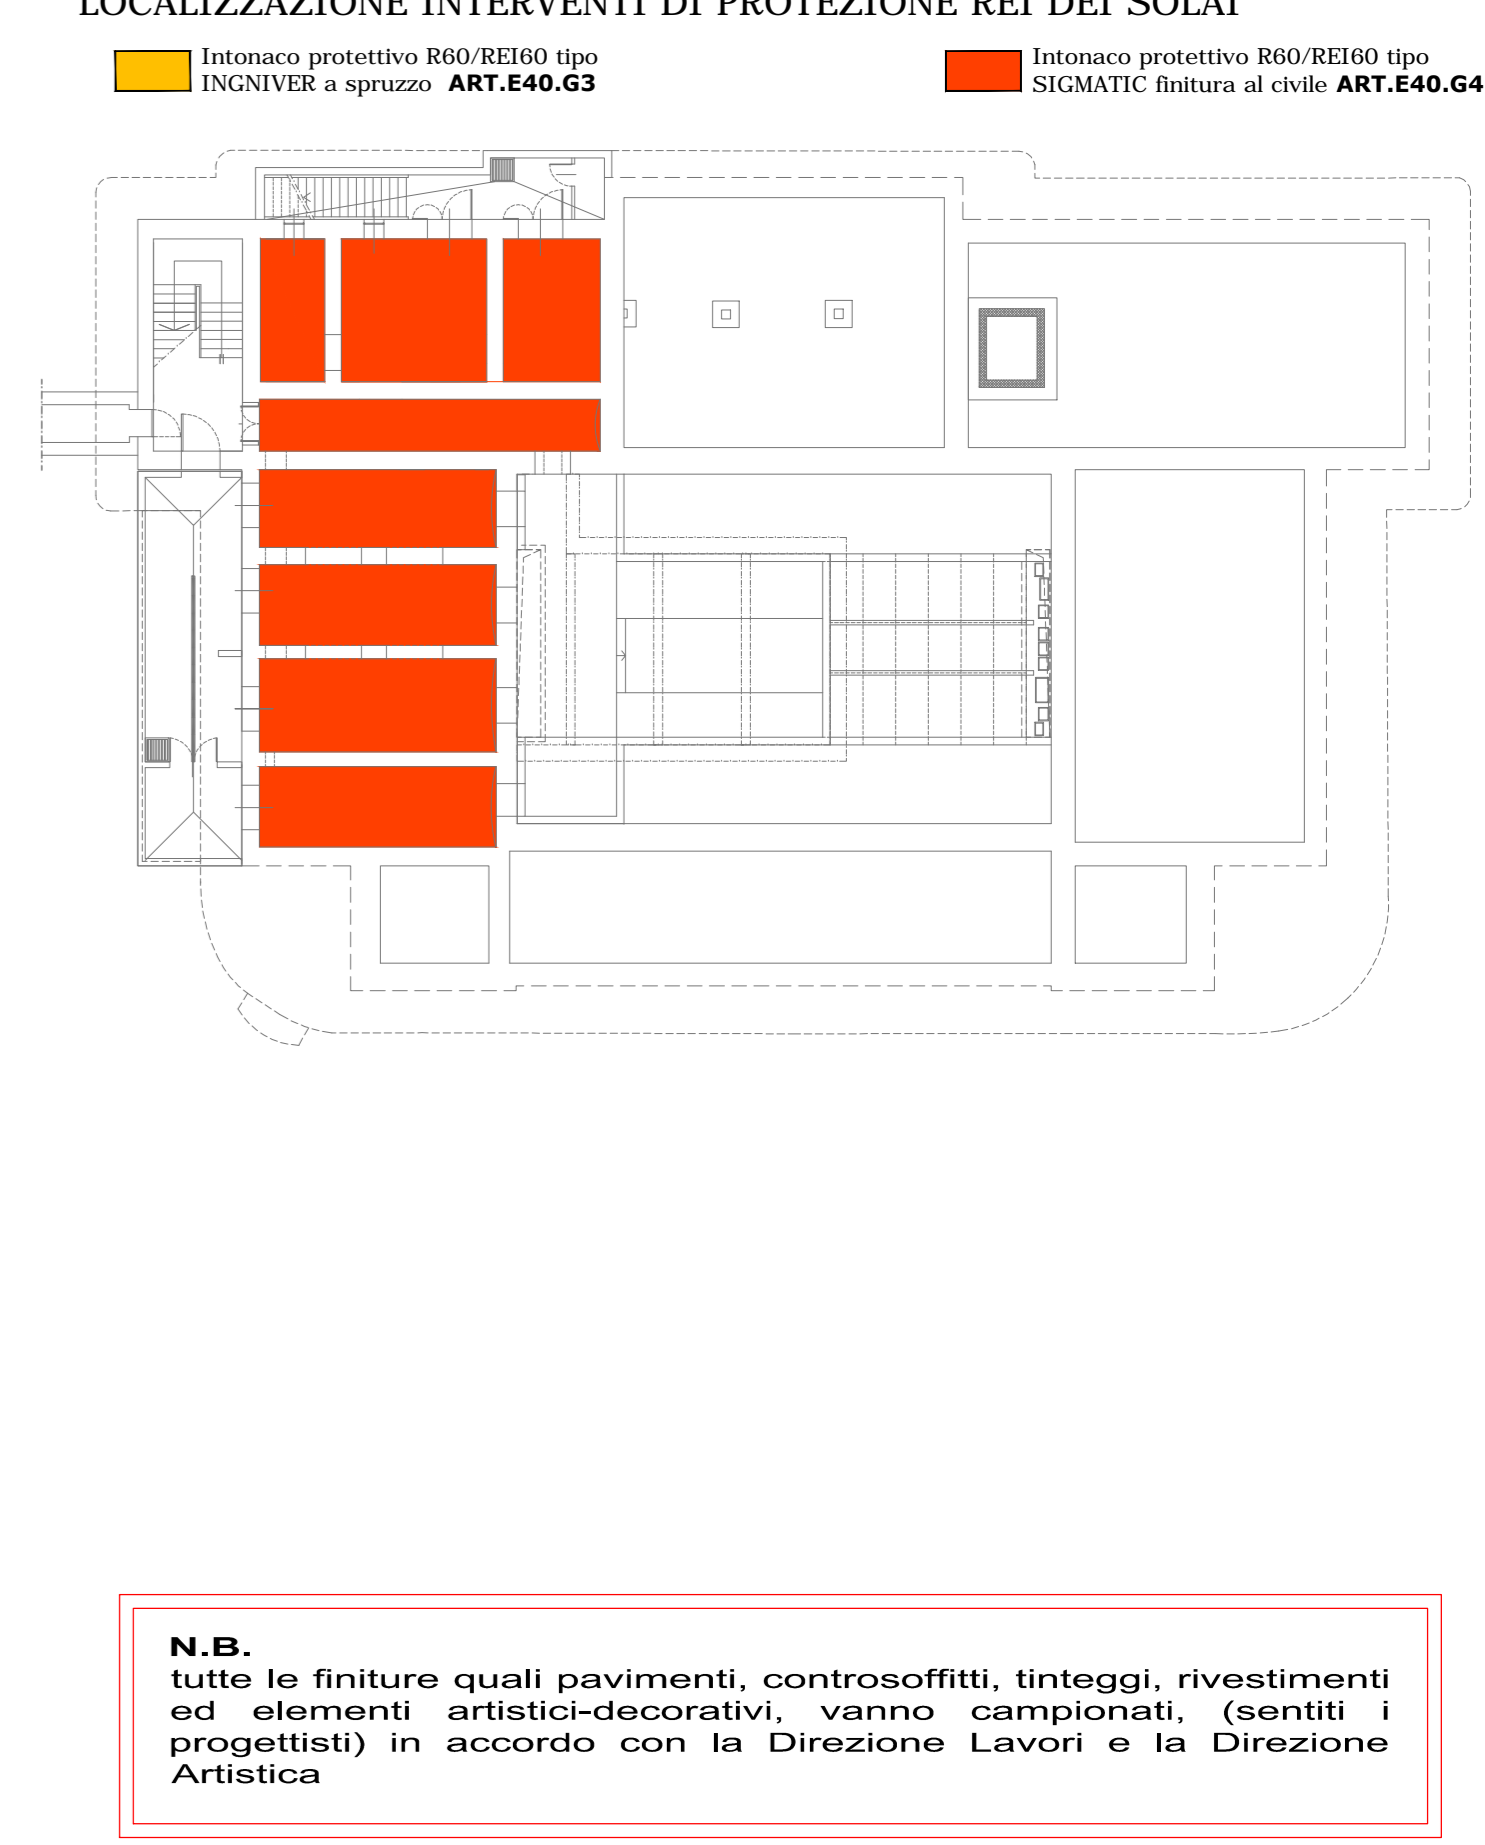 LOCALIZZAZIONE INTERVENTI DI PROTEZIONE REI DEI SOLAI
Intonaco protettivo R60/REI60 tipo
INGNIVER a spruzzo ART.E40.G3
Intonaco protettivo R60/REI60 tipo
SIGMATIC finitura al civile ART.E40.G4
N.B.
tutte le finiture quali pavimenti, controsoffitti, tinteggi, rivestimenti
ed elementi artistici-decorativi, vanno campionati, (sentiti i
progettisti) in accordo con la Direzione Lavori e la Direzione
Artistica